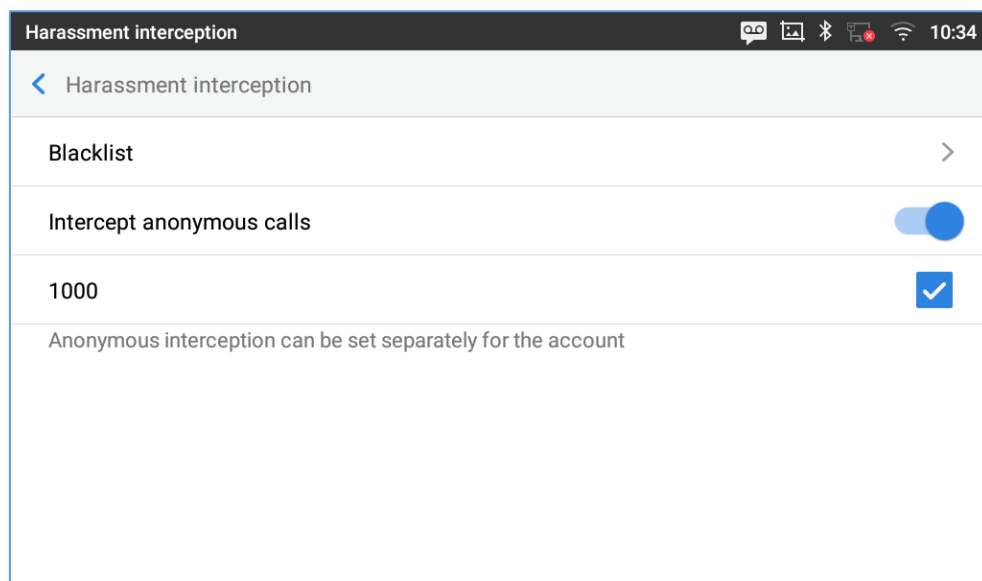 Harassment interception
10:34
Harassment interception
Blacklist
Intercept anonymous calls
1000
Anonymous interception can be set separately for the account